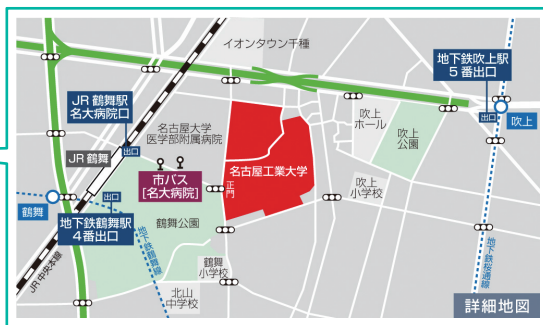 イオンタウン千種
地下鉄吹上駅
5番出口
JR 鶴舞駅
名大病院口
出口
吹上
名古屋大学
医学部附属病院
吹上
ホール
吹上
公園
出口
JR 鶴舞
名古屋工業大学
市バス
[名大病院]
正門
吹上
小学校
出口
鶴舞
地下鉄鶴舞駅
4番出口
鶴舞公園
地下鉄鶴舞線
JR中央本線
鶴舞
小学校
北山
中学校
地下鉄桜通線
詳細地図